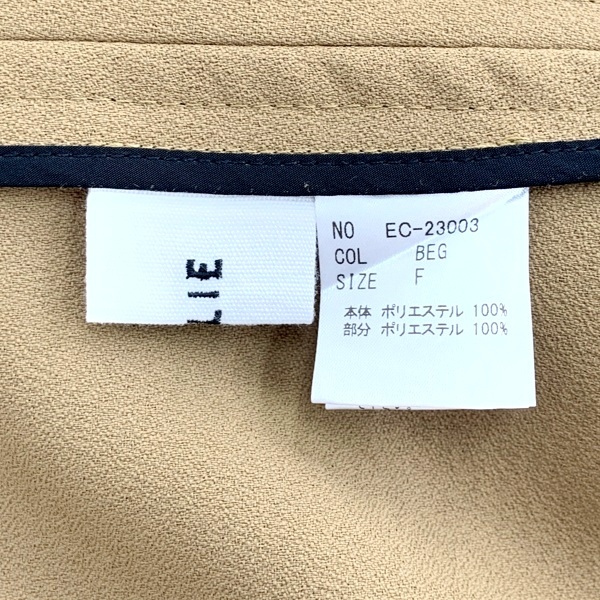 LIE
NO EC-23003
COL BEG
SIZE F
本体 ポリエステル 100%
部分 ポリエステル 100%